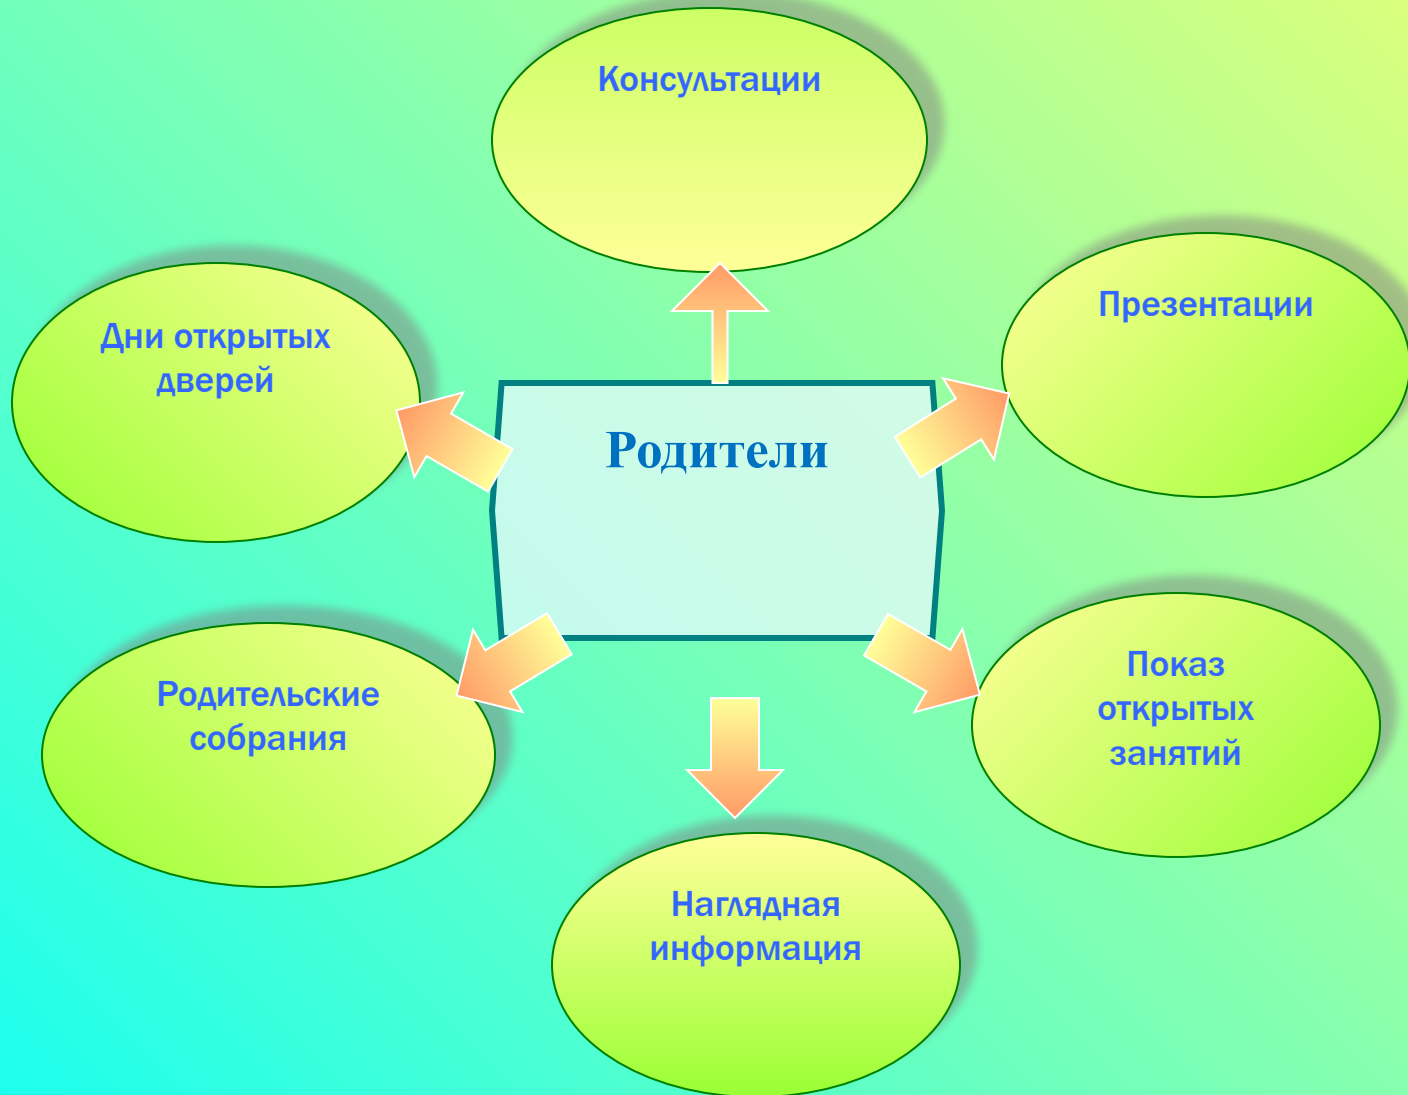 Консультации
Презентации
Дни открытых
дверей
Родители
Показ
открытых
занятий
Родительские
собрания
Наглядная
информация